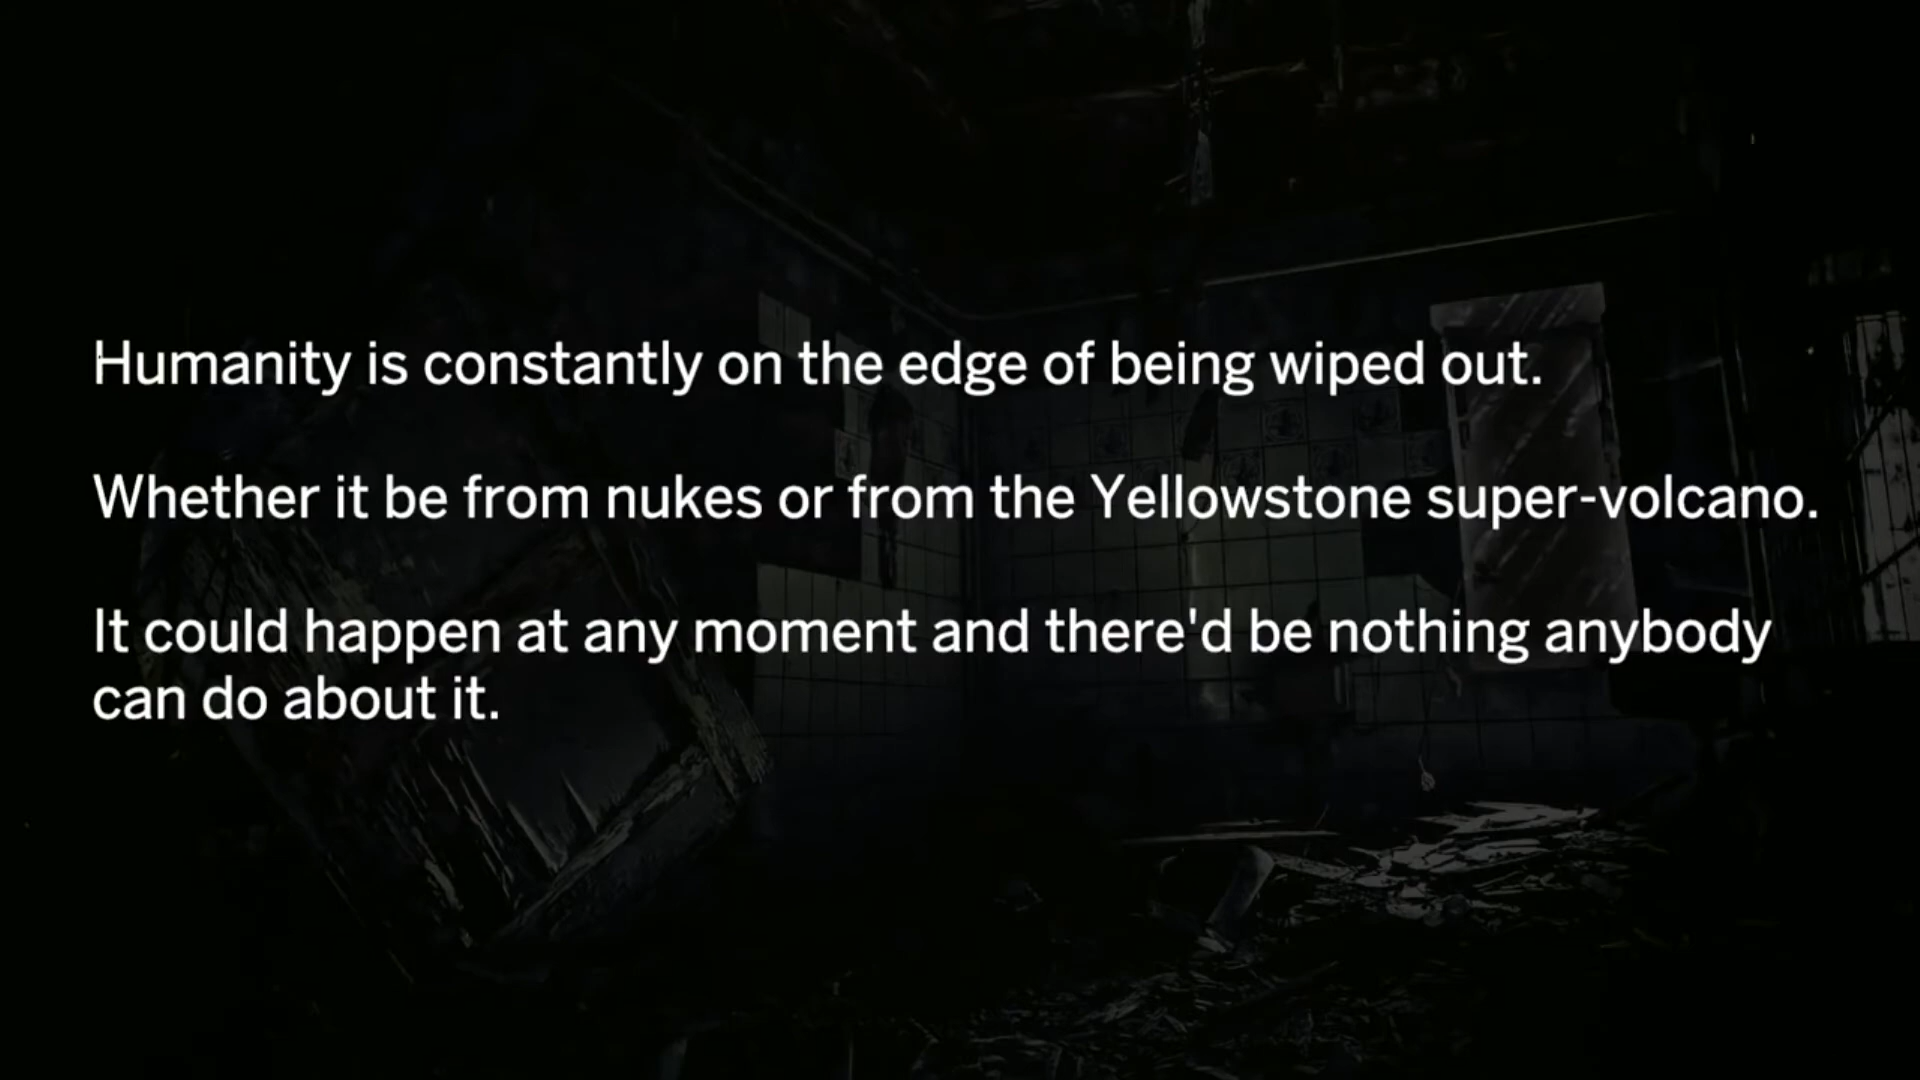 Humanity is constantly on the edge of being wiped out.
Whether it be from nukes or from the Yellowstone super-volcano.
It could happen at any moment and there'd be nothing anybody
can do about it.